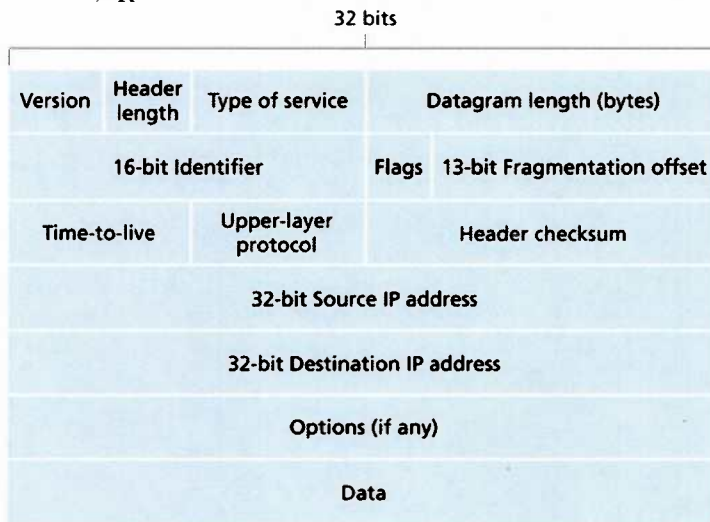 32 bits
Version
Header
length
Type of service
Datagram length (bytes)
16-bit Identifier
Flags
13-bit Fragmentation offset
Time-to-live
Upper-layer
protocol
Header checksum
32-bit Source IP address
32-bit Destination IP address
Options (if any)
Data